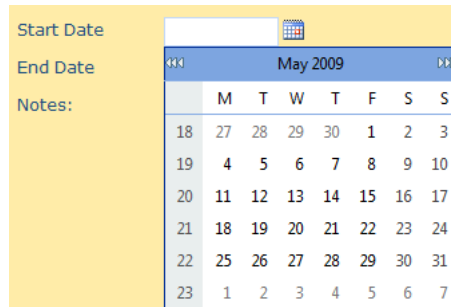 Start Date
End Date
Notes:
May 2009
M T W T F S S
18 27 28 29 30 1 2 3
19 4 5 6 7 8 9 10
20 11 12 13 14 15 16 17
21 18 19 20 21 22 23 24
22 25 26 27 28 29 30 31
23 1 2 3 4 5 6 7